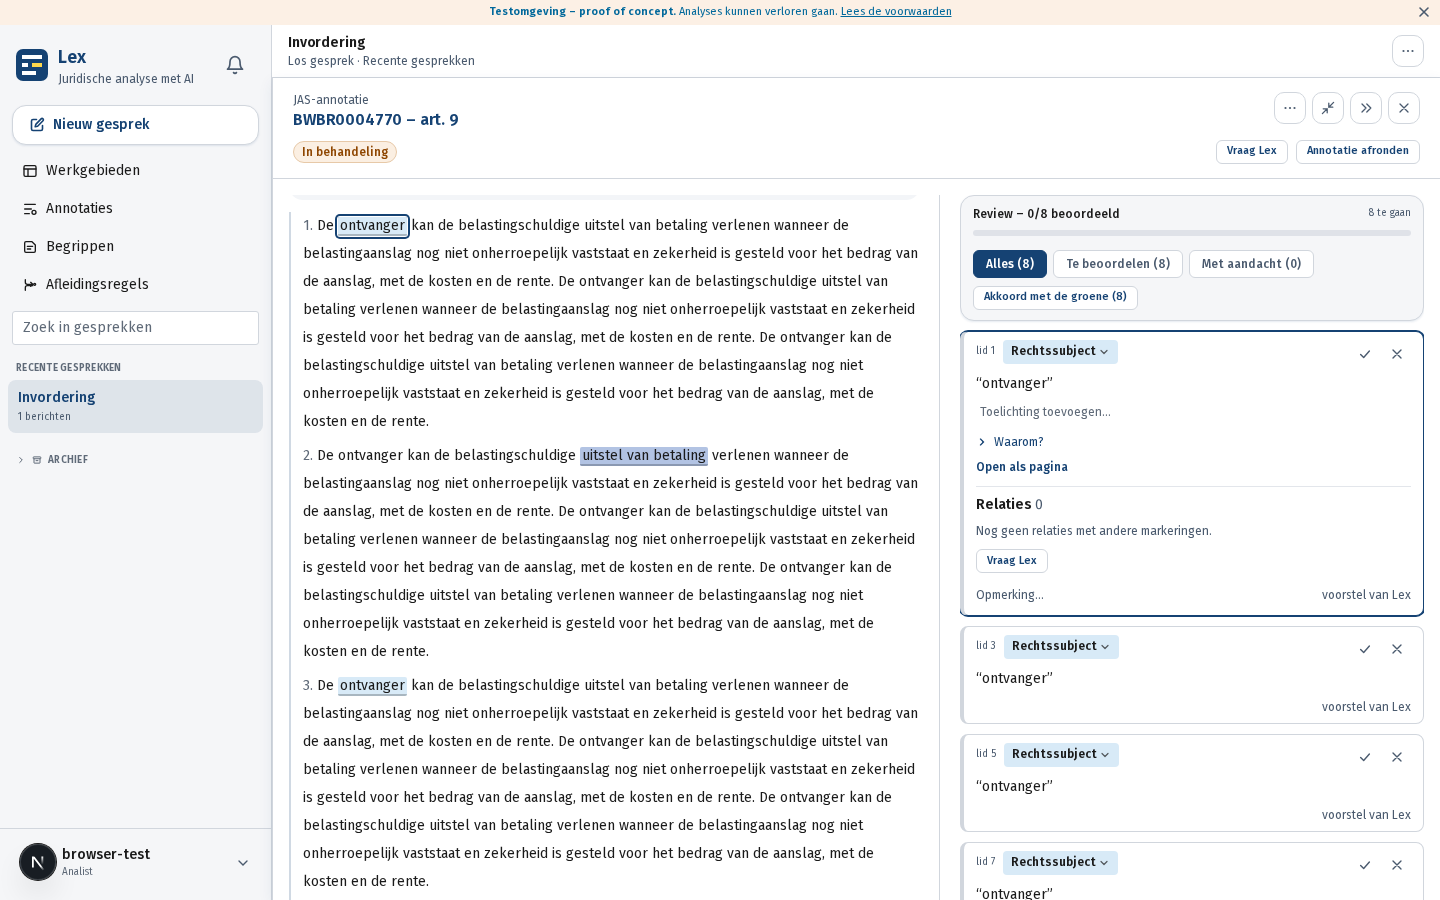 Testomgeving – proof of concept. Analyses kunnen verloren gaan. Lees de voorwaarden
Lex
Juridische analyse met AI
Nieuw gesprek
Werkgebieden
Annotaties
Begrippen
Afleidingsregels
Zoek in gesprekken
RECENTE GESPREKKEN
Invordering
1 berichten
ARCHIEF
N
browser-test
Analist
Invordering
Los gesprek · Recente gesprekken
JAS-annotatie
BWBR0004770 – art. 9
In behandeling
Vraag Lex
Annotatie afronden
1. De ontvanger kan de belastingschuldige uitstel van betaling verlenen wanneer de
belastingaanslag nog niet onherroepelijk vaststaat en zekerheid is gesteld voor het bedrag van
de aanslag, met de kosten en de rente. De ontvanger kan de belastingschuldige uitstel van
betaling verlenen wanneer de belastingaanslag nog niet onherroepelijk vaststaat en zekerheid
is gesteld voor het bedrag van de aanslag, met de kosten en de rente. De ontvanger kan de
belastingschuldige uitstel van betaling verlenen wanneer de belastingaanslag nog niet
onherroepelijk vaststaat en zekerheid is gesteld voor het bedrag van de aanslag, met de
kosten en de rente.
2. De ontvanger kan de belastingschuldige uitstel van betaling verlenen wanneer de
belastingaanslag nog niet onherroepelijk vaststaat en zekerheid is gesteld voor het bedrag van
de aanslag, met de kosten en de rente. De ontvanger kan de belastingschuldige uitstel van
betaling verlenen wanneer de belastingaanslag nog niet onherroepelijk vaststaat en zekerheid
is gesteld voor het bedrag van de aanslag, met de kosten en de rente. De ontvanger kan de
belastingschuldige uitstel van betaling verlenen wanneer de belastingaanslag nog niet
onherroepelijk vaststaat en zekerheid is gesteld voor het bedrag van de aanslag, met de
kosten en de rente.
3. De ontvanger kan de belastingschuldige uitstel van betaling verlenen wanneer de
belastingaanslag nog niet onherroepelijk vaststaat en zekerheid is gesteld voor het bedrag van
de aanslag, met de kosten en de rente. De ontvanger kan de belastingschuldige uitstel van
betaling verlenen wanneer de belastingaanslag nog niet onherroepelijk vaststaat en zekerheid
is gesteld voor het bedrag van de aanslag, met de kosten en de rente. De ontvanger kan de
belastingschuldige uitstel van betaling verlenen wanneer de belastingaanslag nog niet
onherroepelijk vaststaat en zekerheid is gesteld voor het bedrag van de aanslag, met de
kosten en de rente.
Review – 0/8 beoordeeld
8 te gaan
Alles (8)
Te beoordelen (8)
Met aandacht (0)
Akkoord met de groene (8)
lid 1 Rechtssubject
“ontvanger”
Toelichting toevoegen...
Waarom?
Open als pagina
Relaties 0
Nog geen relaties met andere markeringen.
Vraag Lex
Opmerking...
voorstel van Lex
lid 3 Rechtssubject
“ontvanger”
voorstel van Lex
lid 5 Rechtssubject
“ontvanger”
voorstel van Lex
lid 7 Rechtssubject
“ontvanger”